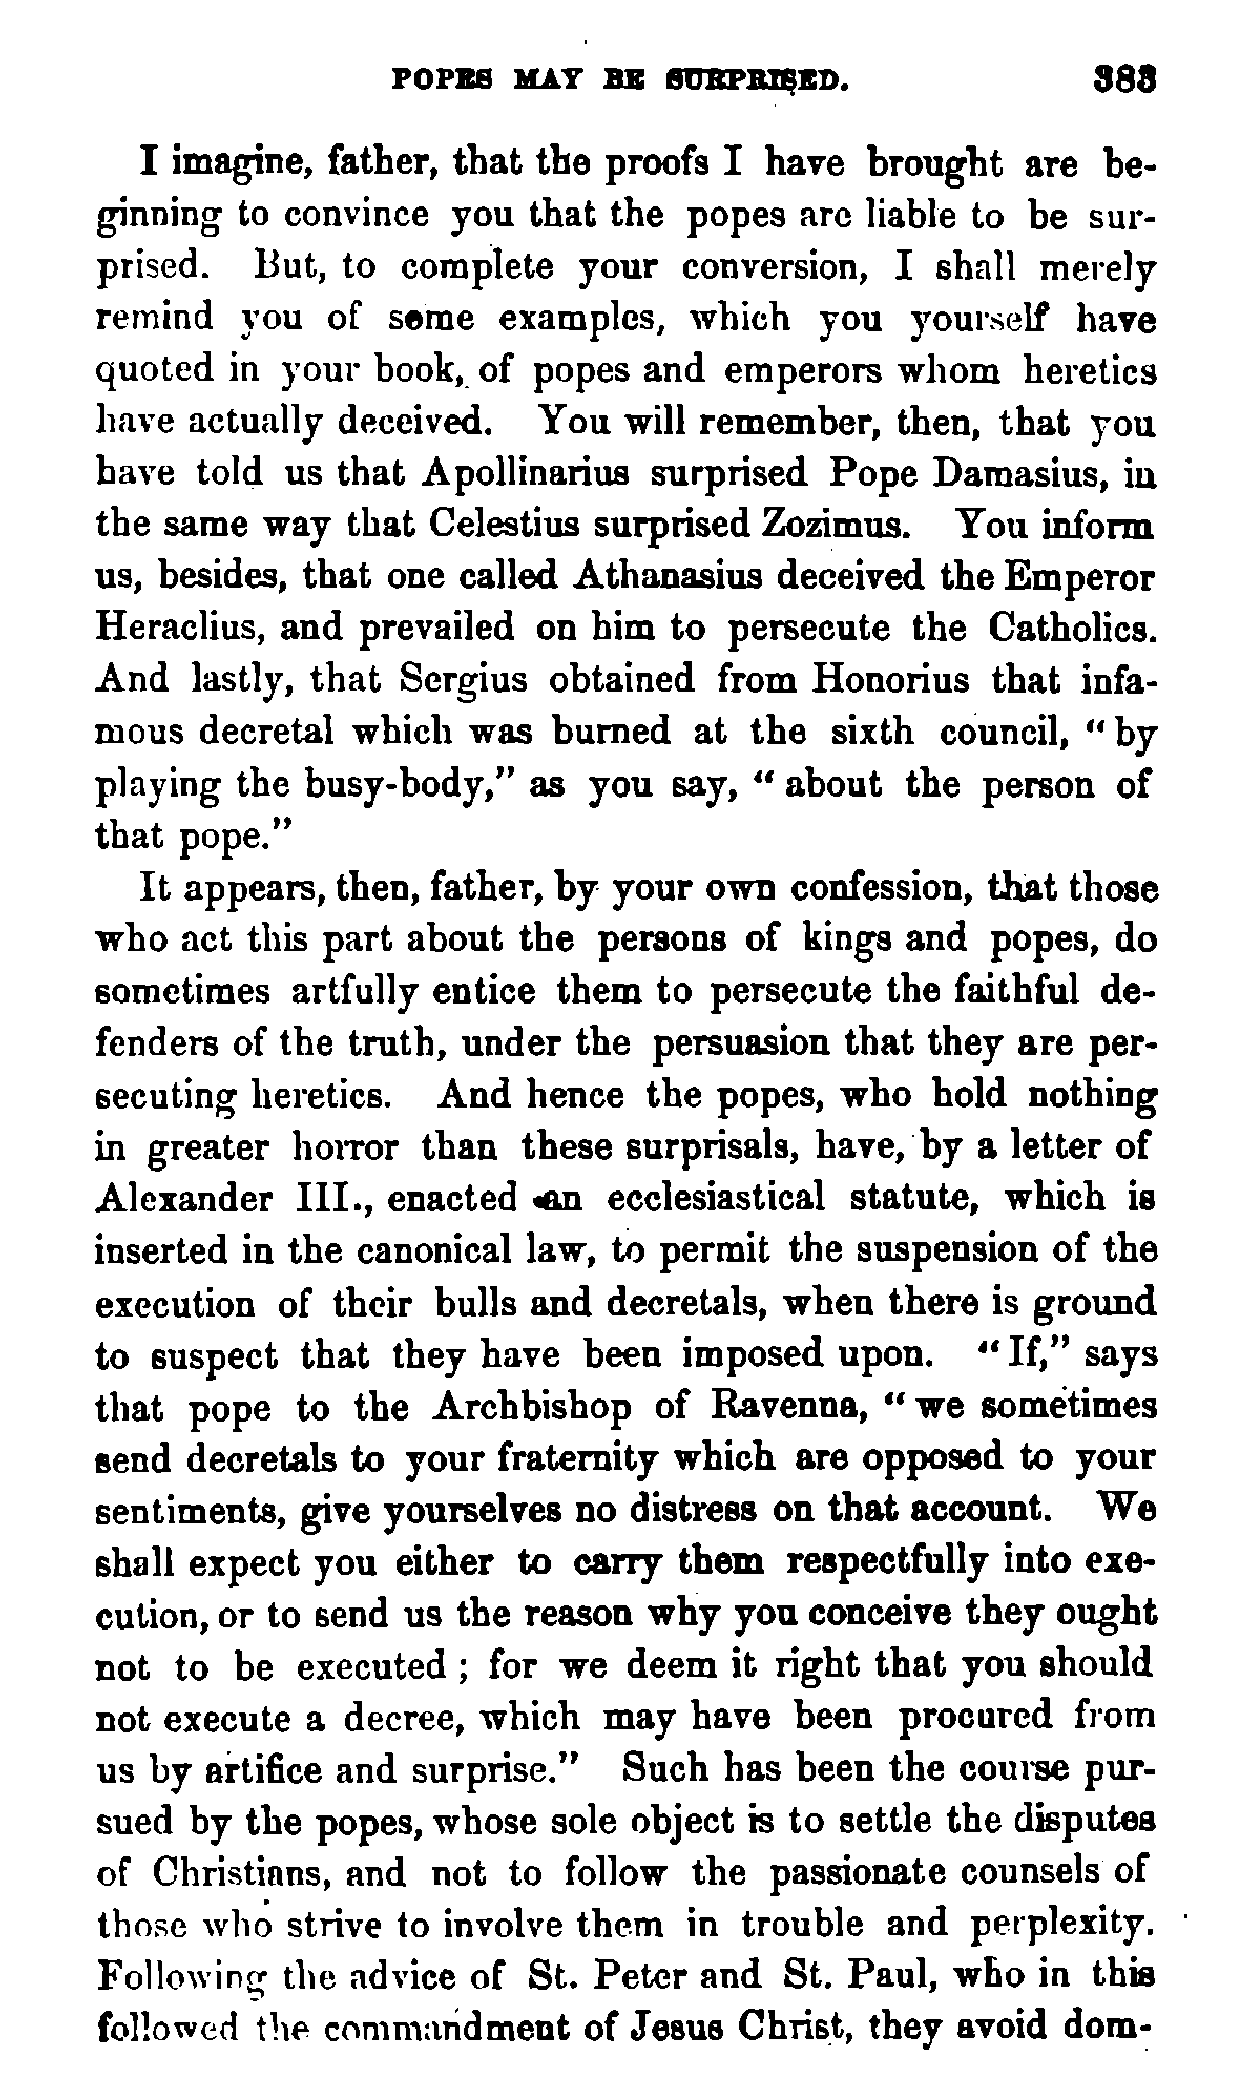 POPES MAY BE SURPRISED. 383
I imagine, father, that the proofs I have brought are be-
ginning to convince you that the popes are liable to be sur-
prised. But, to complete your conversion, I shall merely
remind you of some examples, which you yourself have
quoted in your book, of popes and emperors whom heretics
have actually deceived. You will remember, then, that you
have told us that Apollinarius surprised Pope Damasius, in
the same way that Celestius surprised Zozimus. You inform
us, besides, that one called Athanasius deceived the Emperor
Heraclius, and prevailed on him to persecute the Catholics.
And lastly, that Sergius obtained from Honorius that infa-
mous decretal which was burned at the sixth council, "by
playing the busy-body," as you say, "about the person of
that pope."
It appears, then, father, by your own confession, that those
who act this part about the persons of kings and popes, do
sometimes artfully entice them to persecute the faithful de-
fenders of the truth, under the persuasion that they are per-
secuting heretics. And hence the popes, who hold nothing
in greater horror than these surprisals, have, by a letter of
Alexander III., enacted an ecclesiastical statute, which is
inserted in the canonical law, to permit the suspension of the
execution of their bulls and decretals, when there is ground
to suspect that they have been imposed upon. "If," says
that pope to the Archbishop of Ravenna, "we sometimes
send decretals to your fraternity which are opposed to your
sentiments, give yourselves no distress on that account. We
shall expect you either to carry them respectfully into exe-
cution, or to send us the reason why you conceive they ought
not to be executed ; for we deem it right that you should
not execute a decree, which may have been procured from
us by artifice and surprise." Such has been the course pur-
sued by the popes, whose sole object is to settle the disputes
of Christians, and not to follow the passionate counsels of
those who strive to involve them in trouble and perplexity.
Following the advice of St. Peter and St. Paul, who in this
followed the commandment of Jesus Christ, they avoid dom-